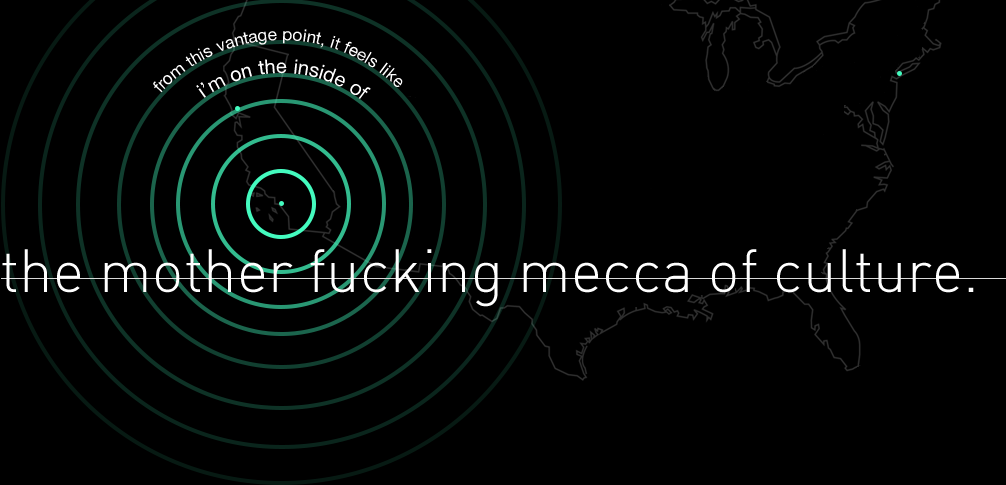 from this vantage point, it feels like
i'm on the inside of
the mother fucking mecca of culture.